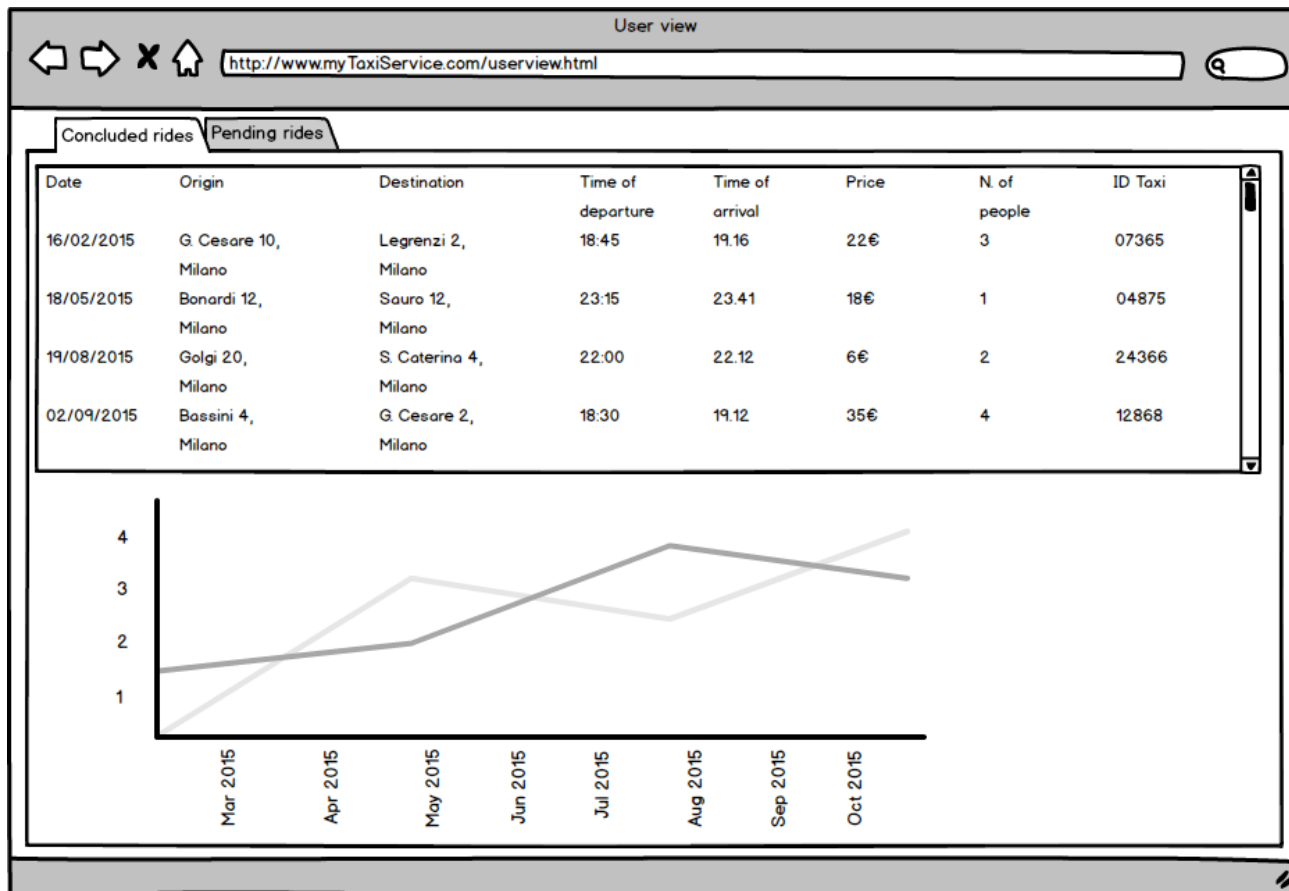 User view
http://www.myTaxiService.com/userview.html
Concluded rides Pending rides
Date Origin Destination Time of departure Time of arrival Price N. of people ID Taxi
16/02/2015 G. Cesare 10, Milano Legrenzi 2, Milano 18:45 19.16 22€ 3 07365
18/05/2015 Bonardi 12, Milano Sauro 12, Milano 23:15 23.41 18€ 1 04875
19/08/2015 Golgi 20, Milano S. Caterina 4, Milano 22:00 22.12 6€ 2 24366
02/09/2015 Bassini 4, Milano G. Cesare 2, Milano 18:30 19.12 35€ 4 12868
4
3
2
1
Mar 2015 Apr 2015 May 2015 Jun 2015 Jul 2015 Aug 2015 Sep 2015 Oct 2015